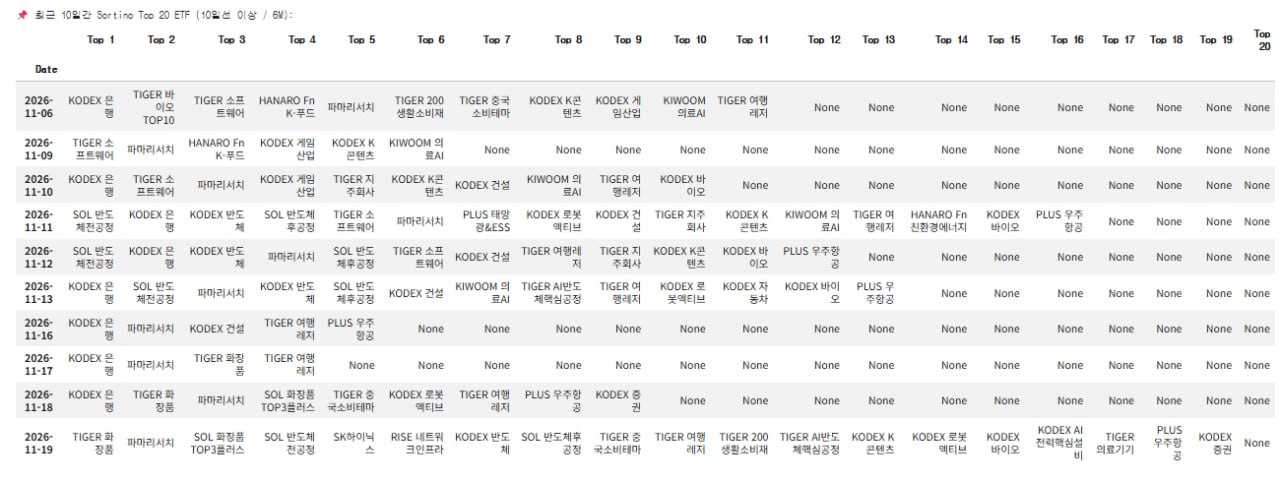 📌 최근 10일간 Sortino Top 20 ETF (10일선 이상 / 6M):
Top 1 Top 2 Top 3 Top 4 Top 5 Top 6 Top 7 Top 8 Top 9 Top 10 Top 11 Top 12 Top 13 Top 14 Top 15 Top 16 Top 17 Top 18 Top 19 Top 20
Date
2026-11-06 KODEX 은행 TIGER 바이오TOP10 TIGER 소프트웨어 HANARO Fn K-푸드 파마리서치 TIGER 200 생활소비재 TIGER 중국소비테마 KODEX K콘텐츠 KODEX 게임산업 KIWOOM 의료AI TIGER 여행레저 None None None None None None None None None
2026-11-09 TIGER 소프트웨어 파마리서치 HANARO Fn K-푸드 KODEX 게임산업 KODEX K콘텐츠 KIWOOM 의료AI None None None None None None None None None None None None None None
2026-11-10 KODEX 은행 TIGER 소프트웨어 파마리서치 KODEX 게임산업 TIGER 지주회사 KODEX K콘텐츠 KODEX 건설 KIWOOM 의료AI TIGER 여행레저 KODEX 바이오 None None None None None None None None None None
2026-11-11 SOL 반도체전공정 KODEX 은행 KODEX 반도체 SOL 반도체후공정 TIGER 소프트웨어 파마리서치 PLUS 태양광&ESS KODEX 로봇액티브 KODEX 건설 TIGER 지주회사 KODEX K콘텐츠 KIWOOM 의료AI TIGER 여행레저 HANARO Fn친환경에너지 KODEX 바이오 PLUS 우주항공 None None None None
2026-11-12 SOL 반도체전공정 KODEX 은행 KODEX 반도체 파마리서치 SOL 반도체후공정 TIGER 소프트웨어 KODEX 건설 TIGER 여행레저 TIGER 지주회사 KODEX K콘텐츠 KODEX 바이오 PLUS 우주항공 None None None None None None None None
2026-11-13 KODEX 은행 SOL 반도체전공정 파마리서치 KODEX 반도체 SOL 반도체후공정 KODEX 건설 KIWOOM 의료AI TIGER AI반도체핵심공정 TIGER 여행레저 KODEX 로봇액티브 KODEX 자동차 KODEX 바이오 PLUS 우주항공 None None None None None None None
2026-11-16 KODEX 은행 파마리서치 KODEX 건설 TIGER 여행레저 PLUS 우주항공 None None None None None None None None None None None None None None None
2026-11-17 KODEX 은행 파마리서치 TIGER 화장품 TIGER 여행레저 None None None None None None None None None None None None None None None None
2026-11-18 KODEX 은행 TIGER 화장품 파마리서치 SOL 화장품TOP3플러스 TIGER 중국소비테마 KODEX 로봇액티브 TIGER 여행레저 PLUS 우주항공 KODEX 증권 None None None None None None None None None None None
2026-11-19 TIGER 화장품 파마리서치 SOL 화장품TOP3플러스 SOL 반도체전공정 SK하이닉스 RISE 네트워크인프라 KODEX 반도체 SOL 반도체후공정 TIGER 중국소비테마 TIGER 여행레저 TIGER 200 생활소비재 TIGER AI반도체핵심공정 KODEX K콘텐츠 KODEX 로봇액티브 KODEX 바이오 KODEX AI전력핵심설비 TIGER 의료기기 PLUS 우주항공 KODEX 증권 None